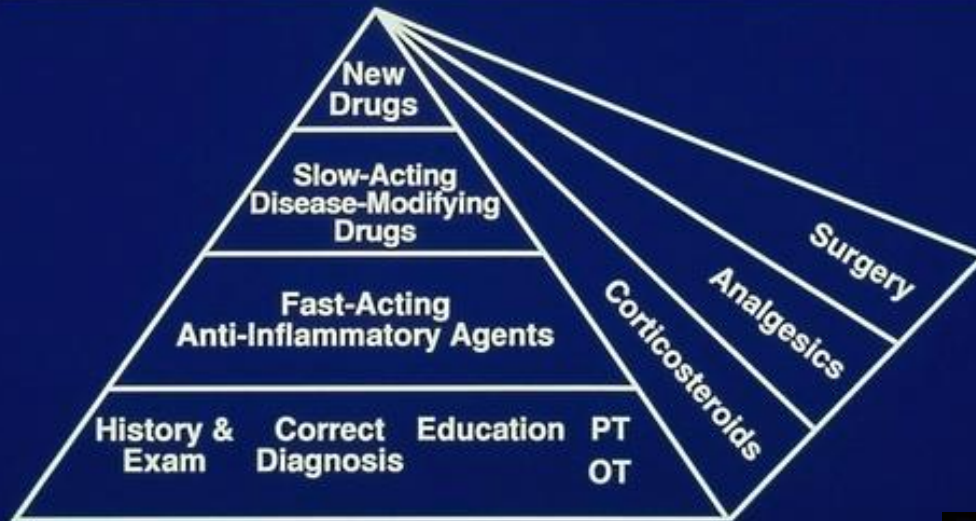 New
Drugs
Slow-Acting
Disease-Modifying
Drugs
Fast-Acting
Anti-Inflammatory Agents
History &
Exam
Correct
Diagnosis
Education
PT
OT
Corticosteroids
Analgesics
Surgery